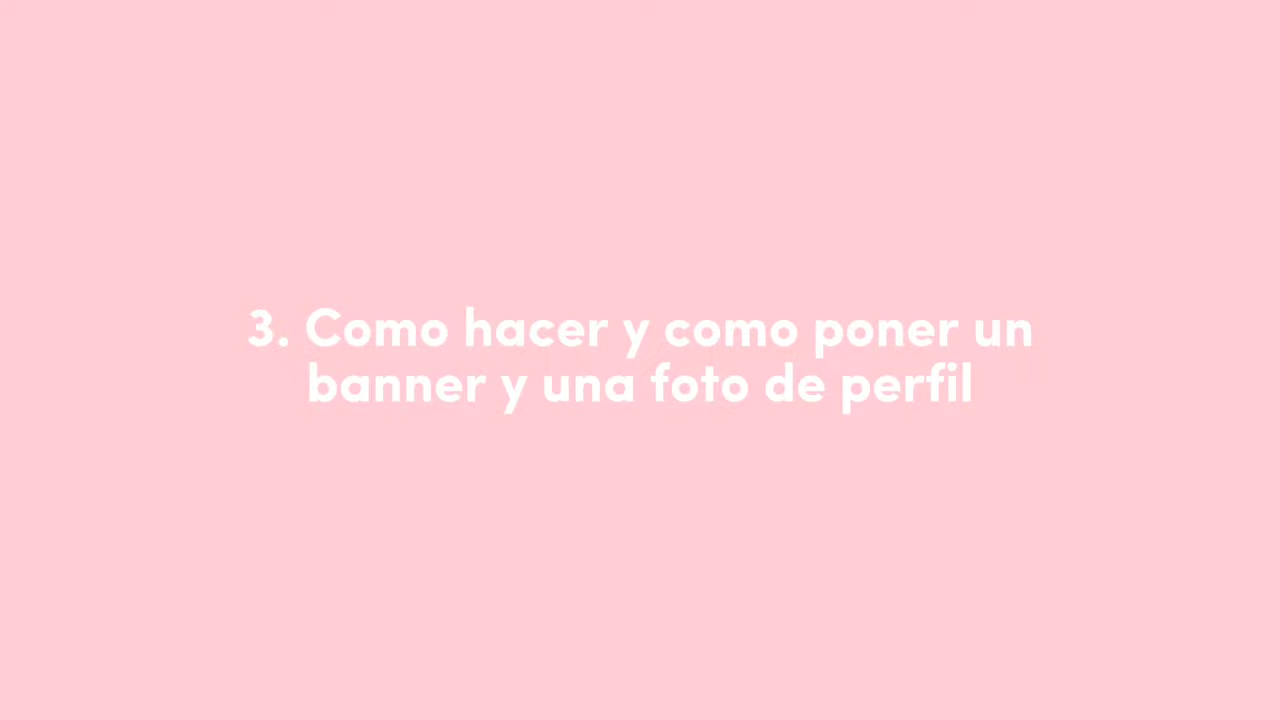 3. Como hacer y como poner un
banner y una foto de perfil